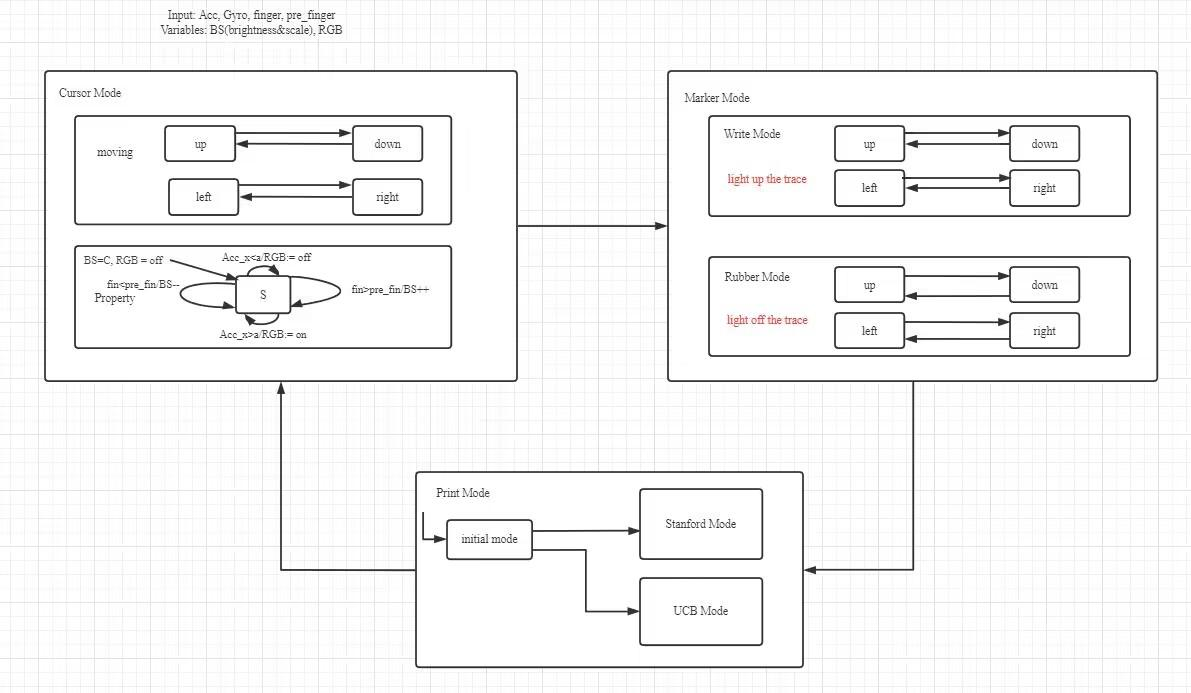 Input: Acc, Gyro, finger, pre_finger
Variables: BS(brightness&scale), RGB
Cursor Mode
moving
up
down
left
right
BS=C, RGB = off
Acc_x<a/RGB:= off
fin<pre_fin/BS--
Property
S
fin>pre_fin/BS++
Acc_x>a/RGB:= on
Marker Mode
Write Mode
light up the trace
up
down
left
right
Rubber Mode
light off the trace
up
down
left
right
Print Mode
initial mode
Stanford Mode
UCB Mode